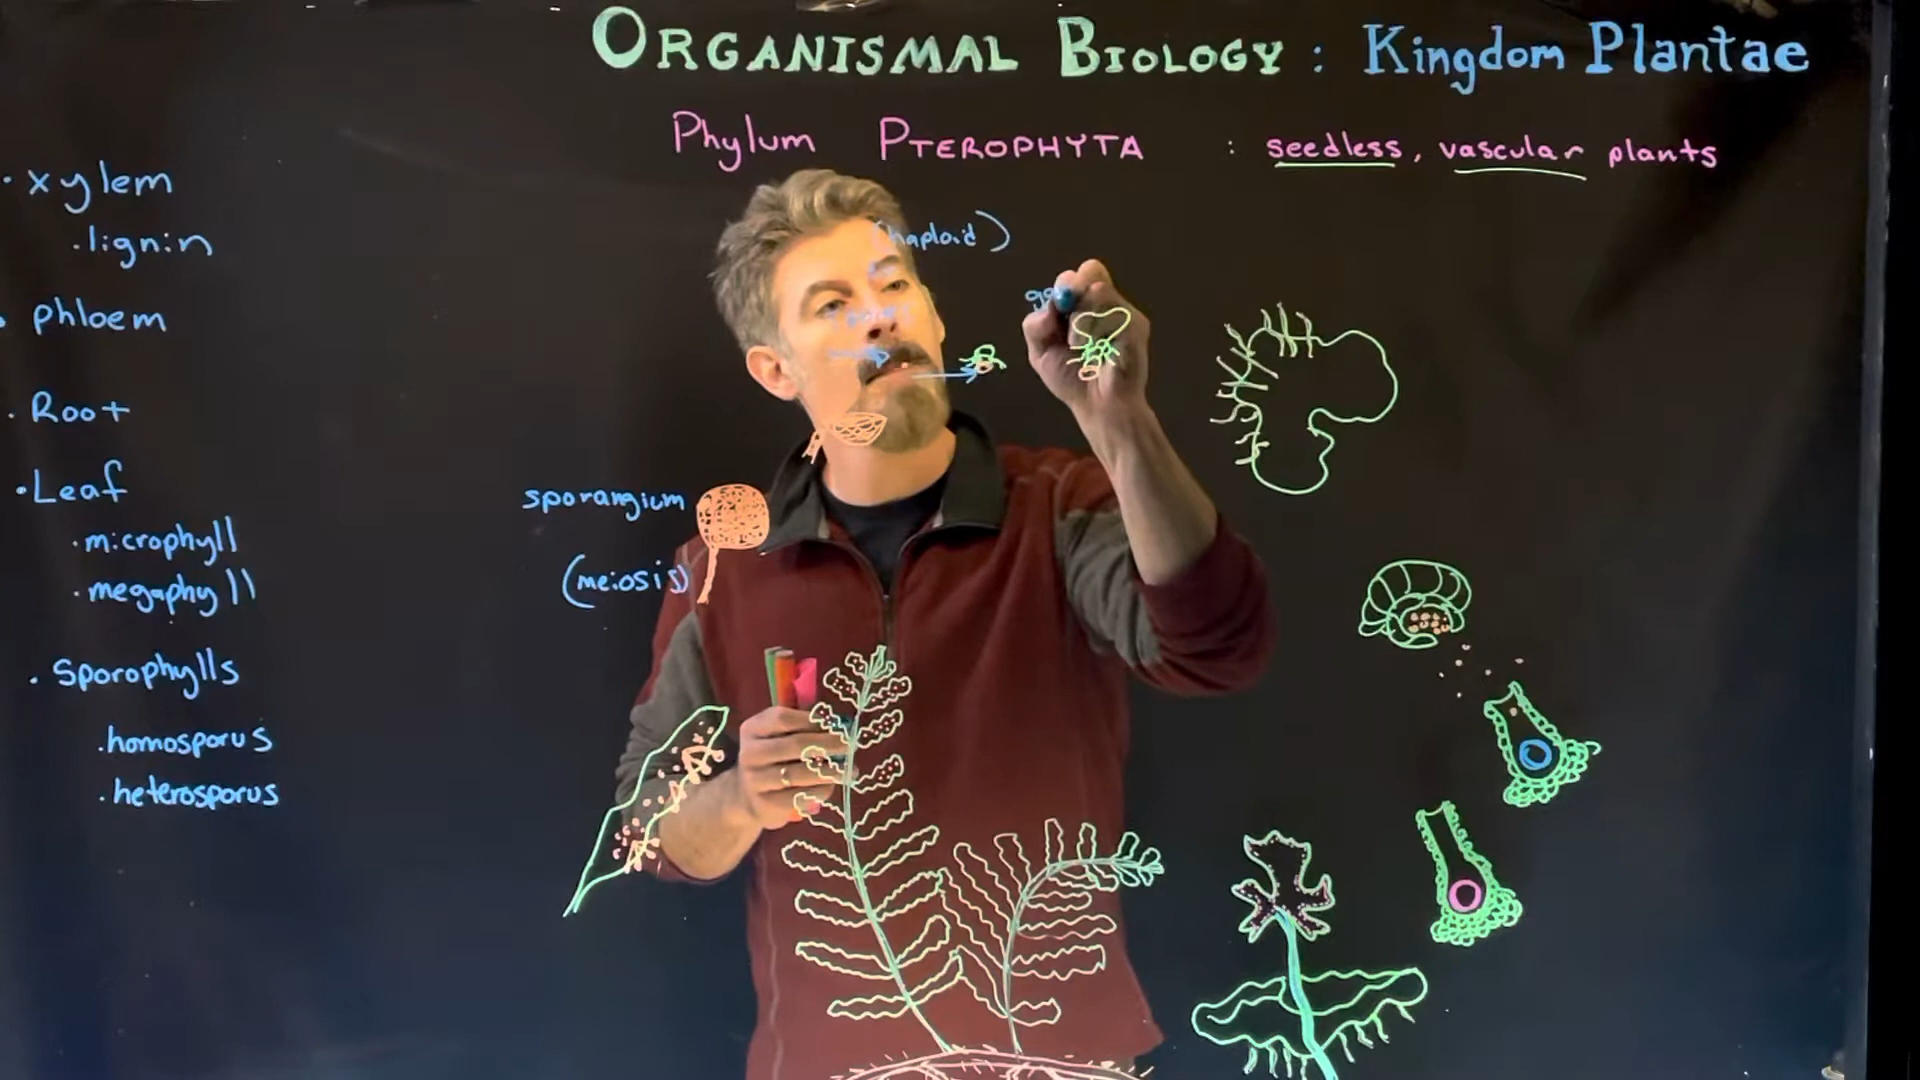 ORGANISMAL BIOLOGY : Kingdom Plantae
Phylum PTEROPHYTA : seedless, vascular plants
· xylem
· lignin
· phloem
· Root
· Leaf
· microphyll
· megaphyll
· Sporophylls
· homosporus
· heterosporus
(haploid)
sporangium
(meiosis)